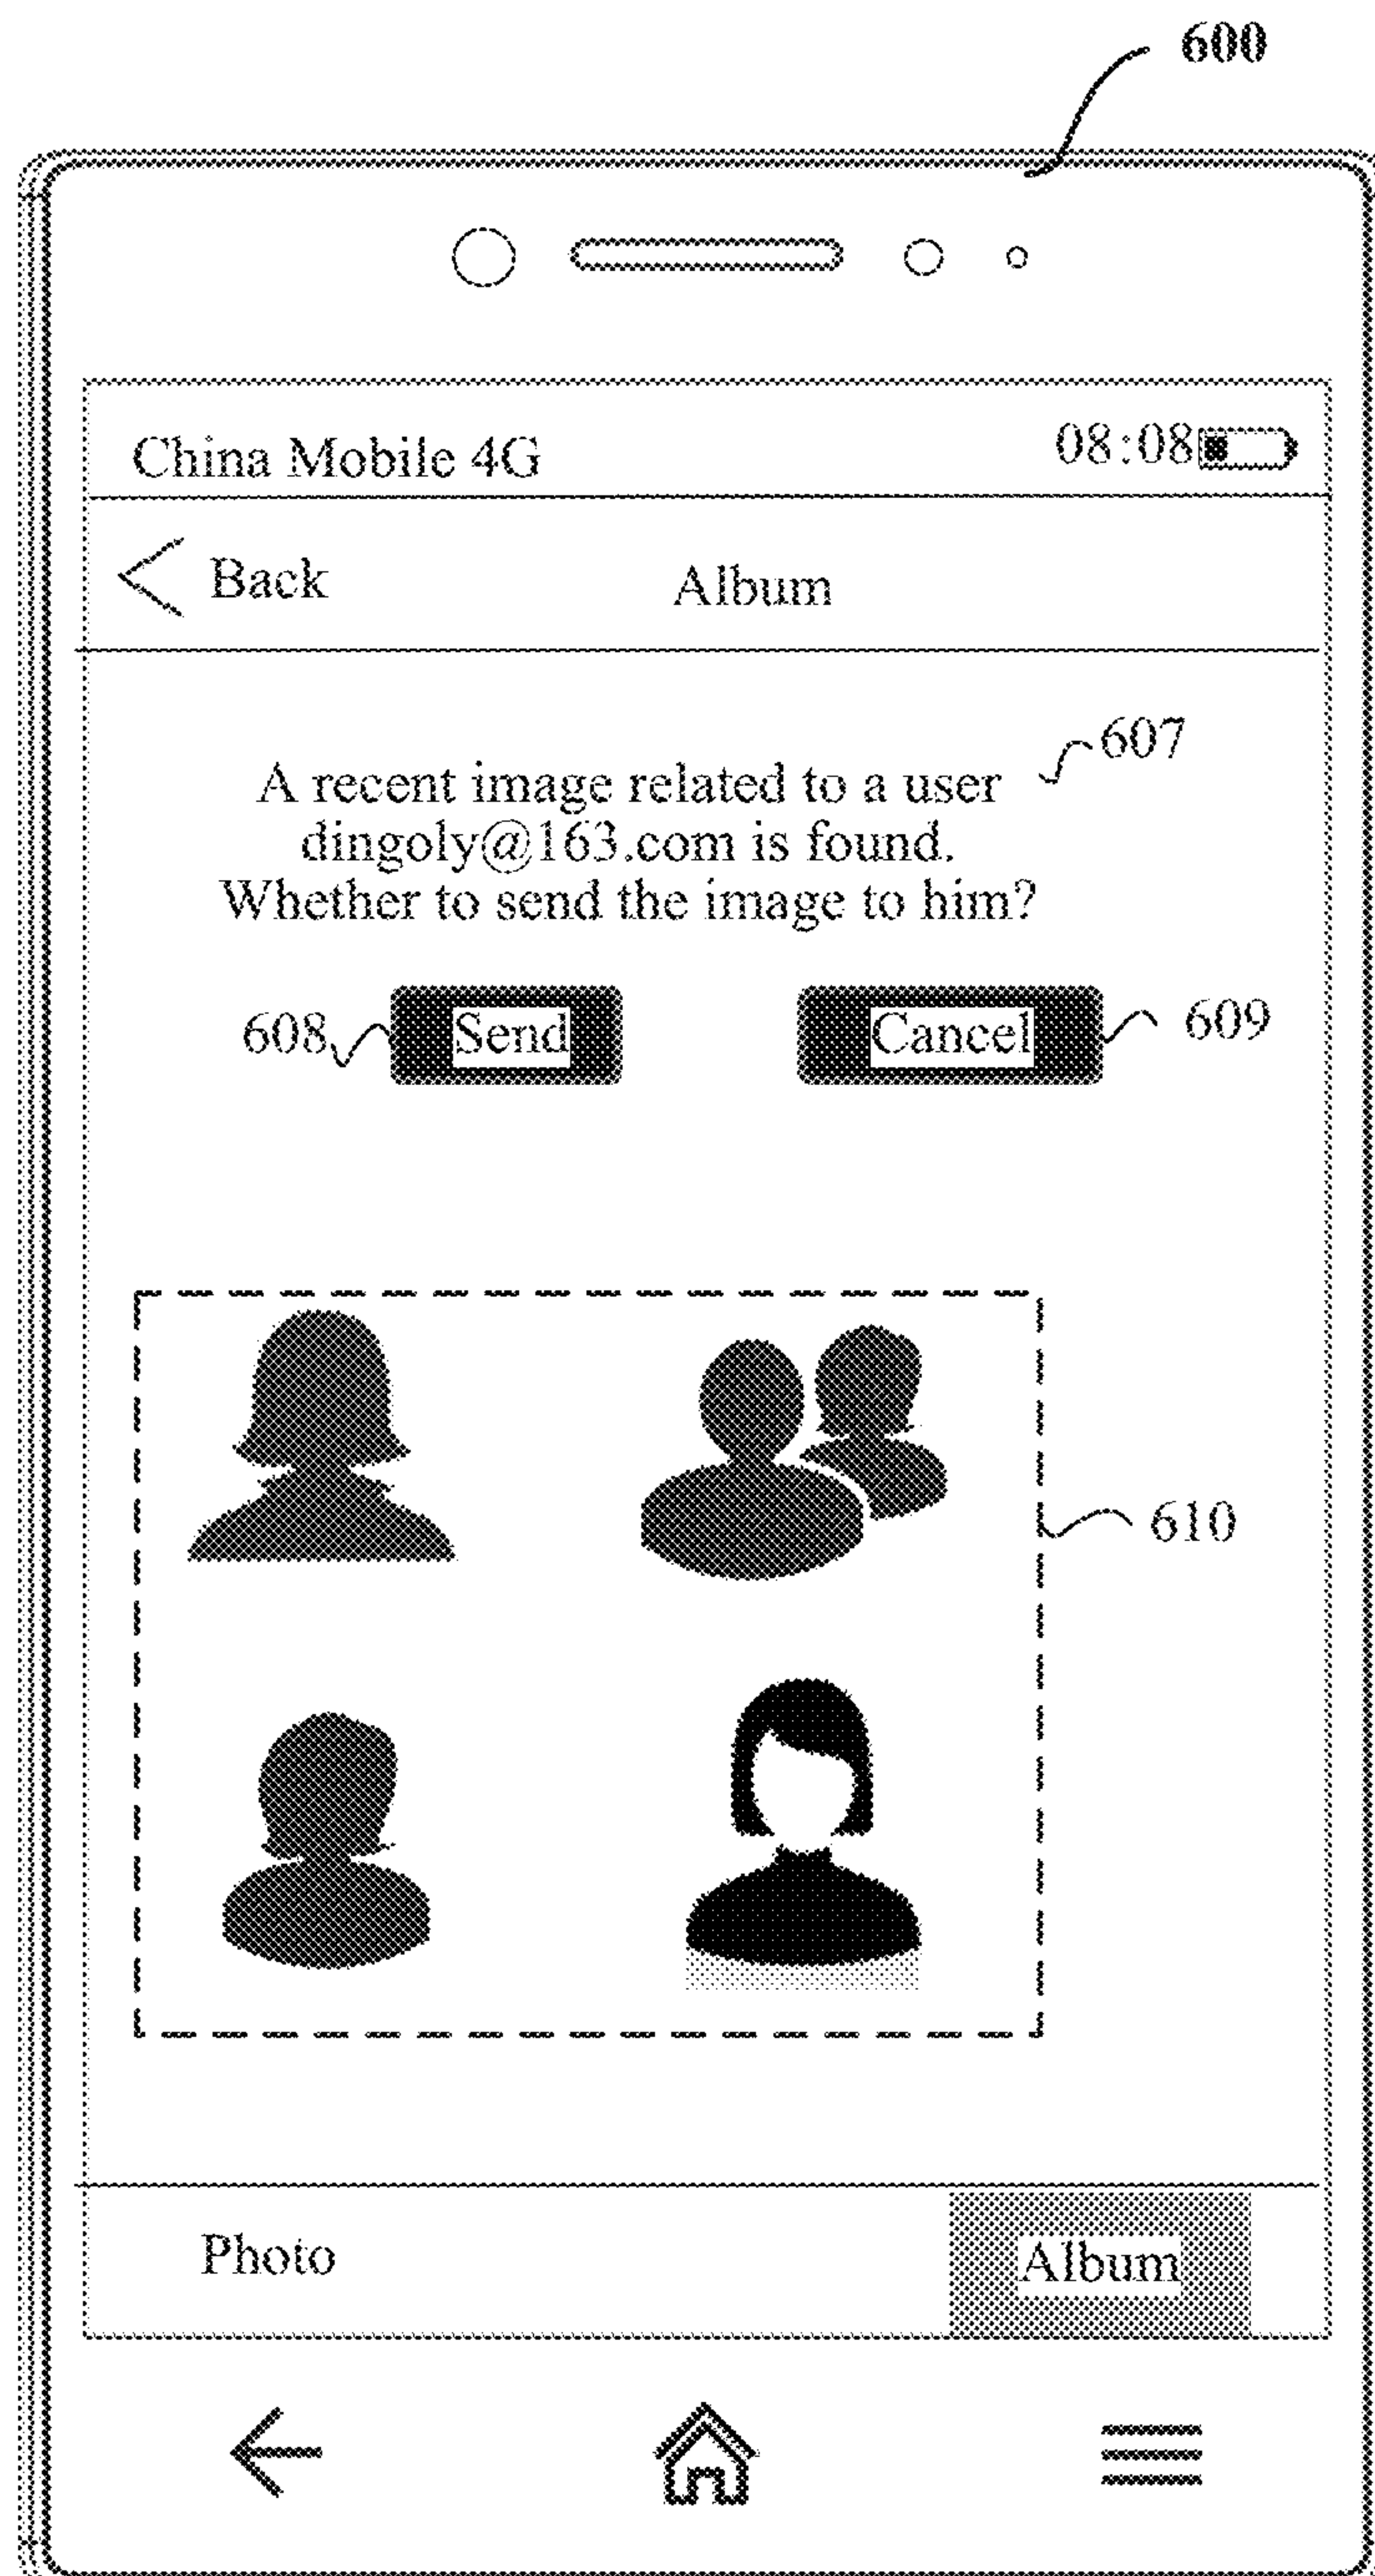 600
China Mobile 4G 08:08
Back Album
607
A recent image related to a user
dingoly@163.com is found.
Whether to send the image to him?
608 Send Cancel 609
610
Photo Album